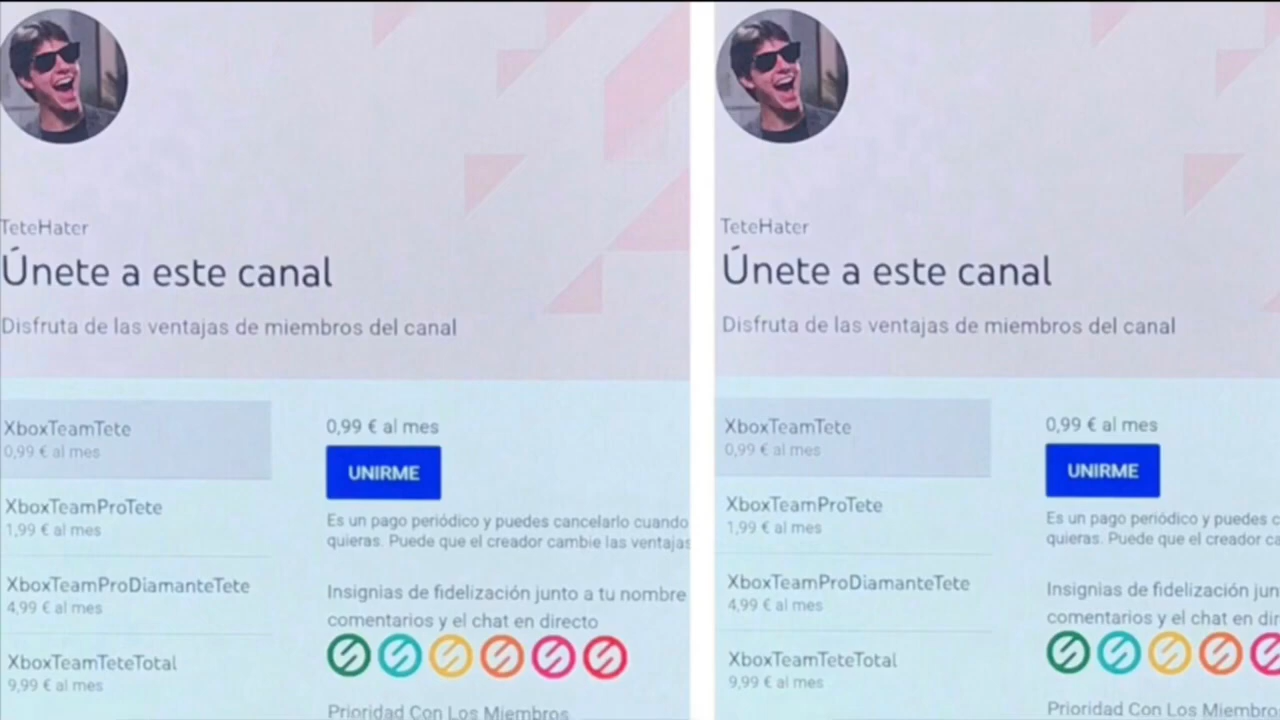 TeteHater
Únete a este canal
Disfruta de las ventajas de miembros del canal
XboxTeamTete
0,99 € al mes
XboxTeamProTete
1,99 € al mes
XboxTeamProDiamanteTete
4,99 € al mes
XboxTeamTeteTotal
9,99 € al mes
0,99 € al mes
UNIRME
Es un pago periódico y puedes cancelarlo cuando
quieras. Puede que el creador cambie las ventajas
Insignias de fidelización junto a tu nombre
comentarios y el chat en directo
Prioridad Con Los Miembros
TeteHater
Únete a este canal
Disfruta de las ventajas de miembros del canal
XboxTeamTete
0,99 € al mes
XboxTeamProTete
1,99 € al mes
XboxTeamProDiamanteTete
4,99 € al mes
XboxTeamTeteTotal
9,99 € al mes
0,99 € al mes
UNIRME
Es un pago periódico y puedes
quieras. Puede que el creador
Insignias de fidelización
comentarios y el chat en
Prioridad Con Los Miembro